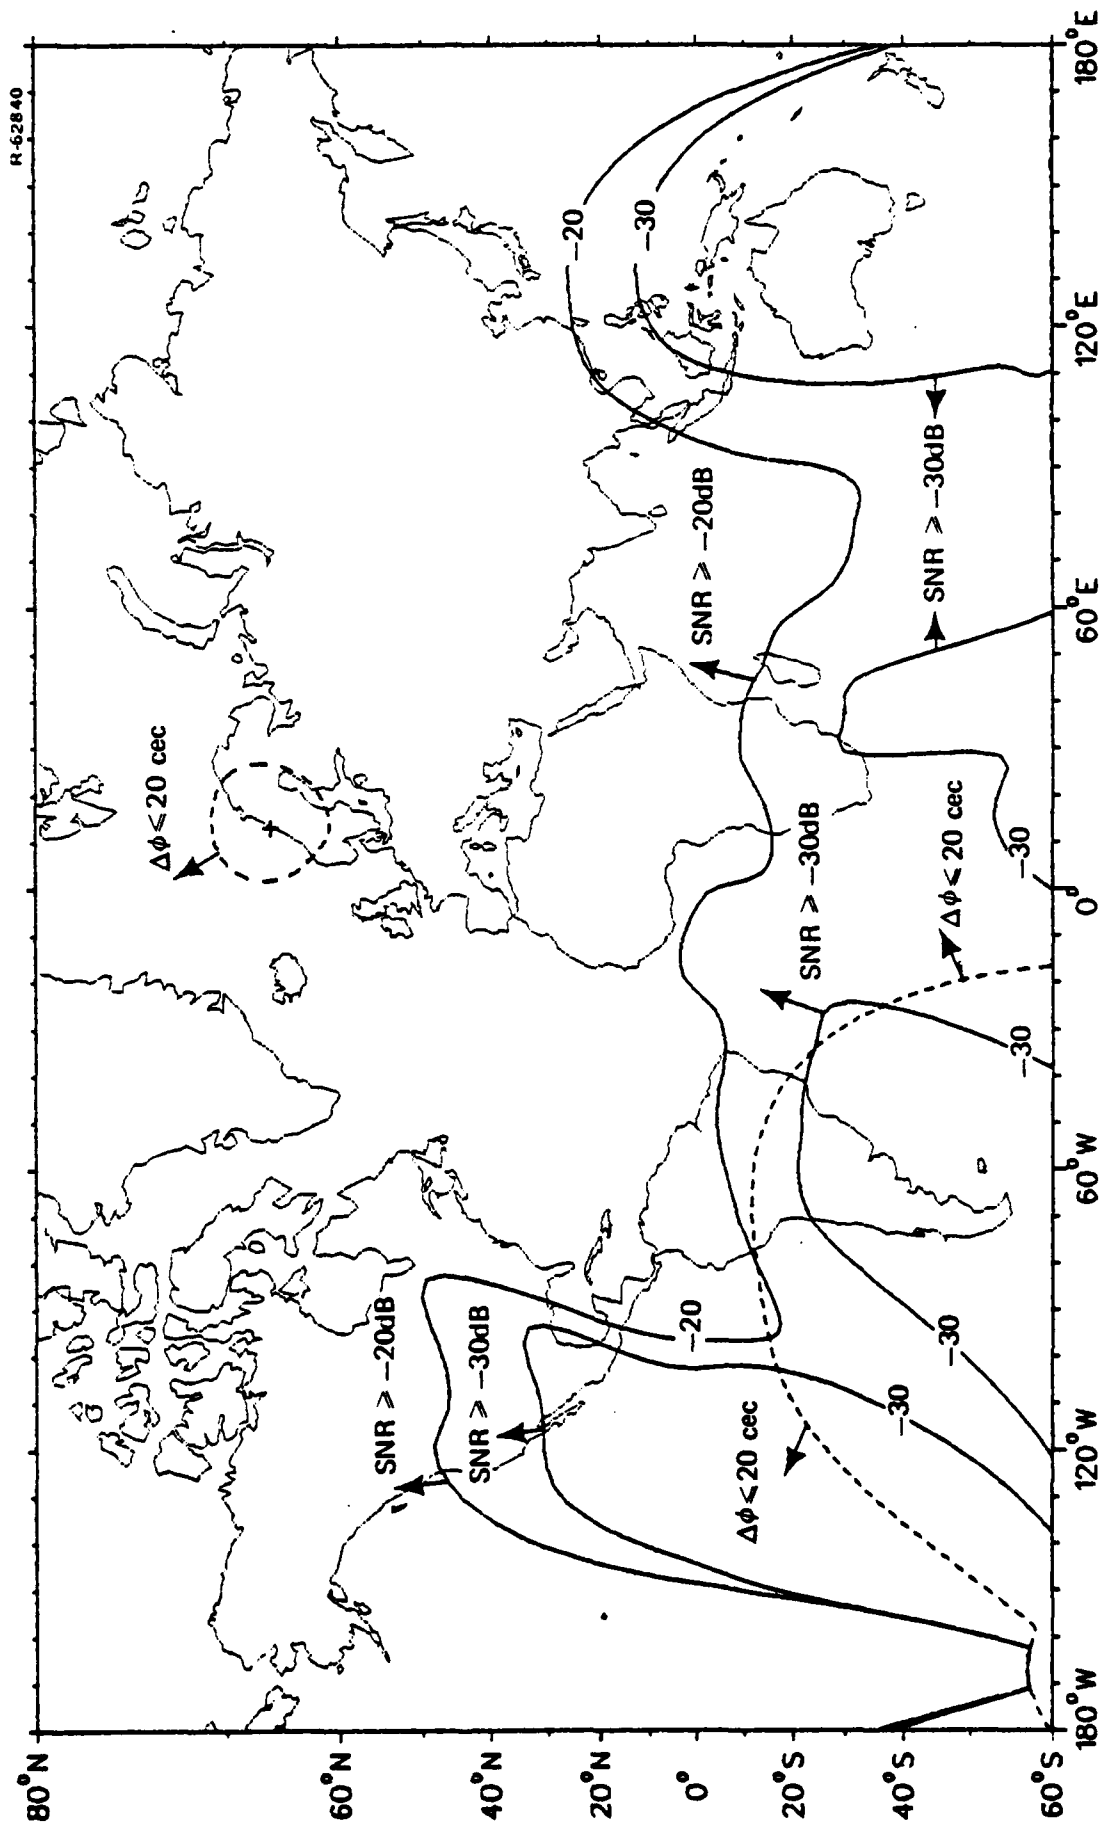 R-62840
80°N
60°N
40°N
20°N
0°
20°S
40°S
60°S
Δϕ⩽20 cec
SNR ⩾ -20dB
SNR ⩾ -30dB
-20
-30
-20
-30
SNR ⩾ -20dB
SNR ⩾ -30dB
SNR ⩾ -30dB
Δϕ⩽20 cec
Δϕ⩽20 cec
-30
-30
-30
180°W
120°W
60°W
0°
60°E
120°E
180°E